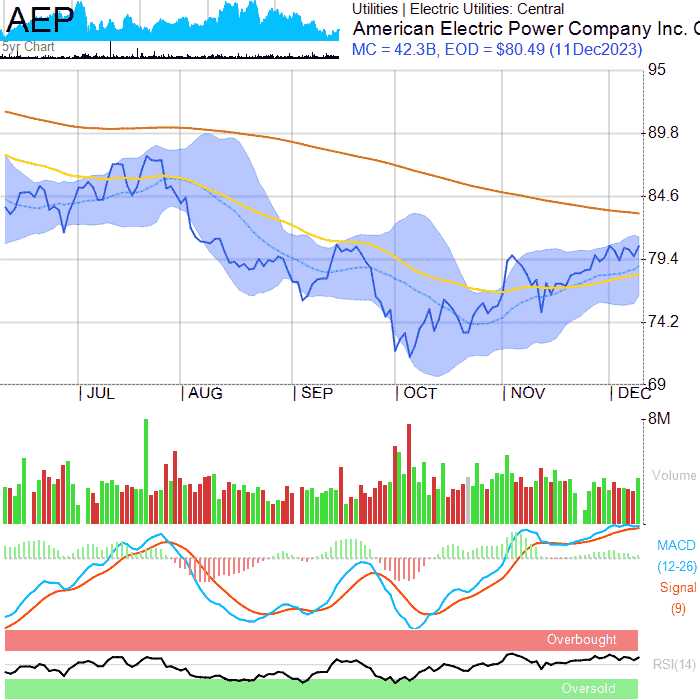 AEP
5yr Chart
Utilities | Electric Utilities: Central
American Electric Power Company Inc. C
MC = 42.3B, EOD = $80.49 (11Dec2023)
95
89.8
84.6
79.4
74.2
69
| JUL
| AUG
| SEP
| OCT
| NOV
| DEC
8M
Volume
MACD
(12-26)
Signal
(9)
Overbought
RSI(14)
Oversold